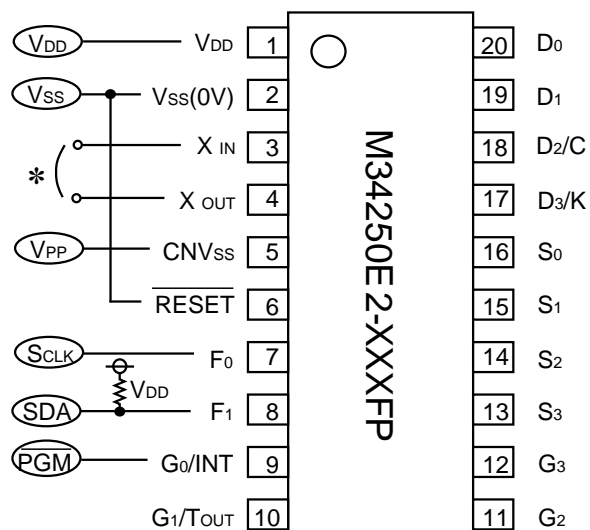 VDD VDD 1 20 D0
VSS VSS(0V) 2 19 D1
X IN 3 18 D2/C
* X OUT 4 17 D3/K
VPP CNVSS 5 16 S0
RESET 6 15 S1
SCLK F0 7 14 S2
VDD
SDA F1 8 13 S3
PGM G0/INT 9 12 G3
G1/TOUT 10 11 G2
M34250E2-XXXFP